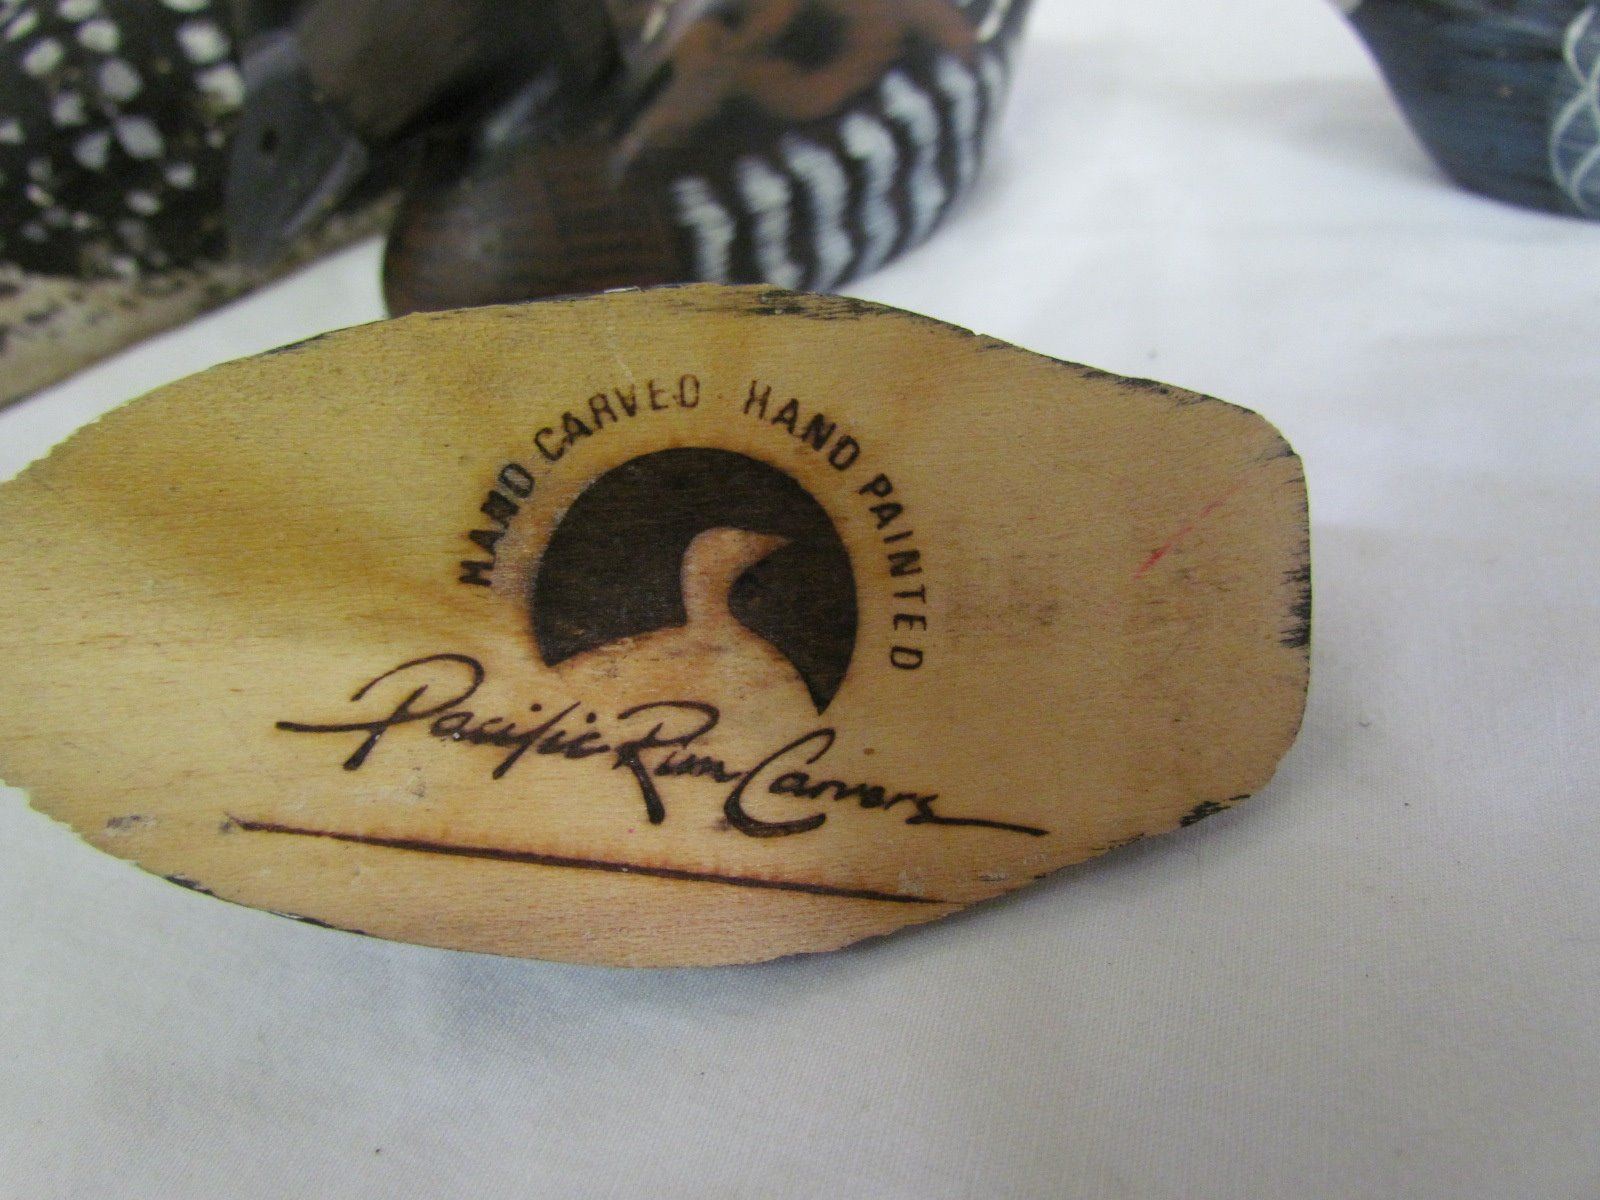 HAND CARVED HAND PAINTED
Pacific Rim Carvers